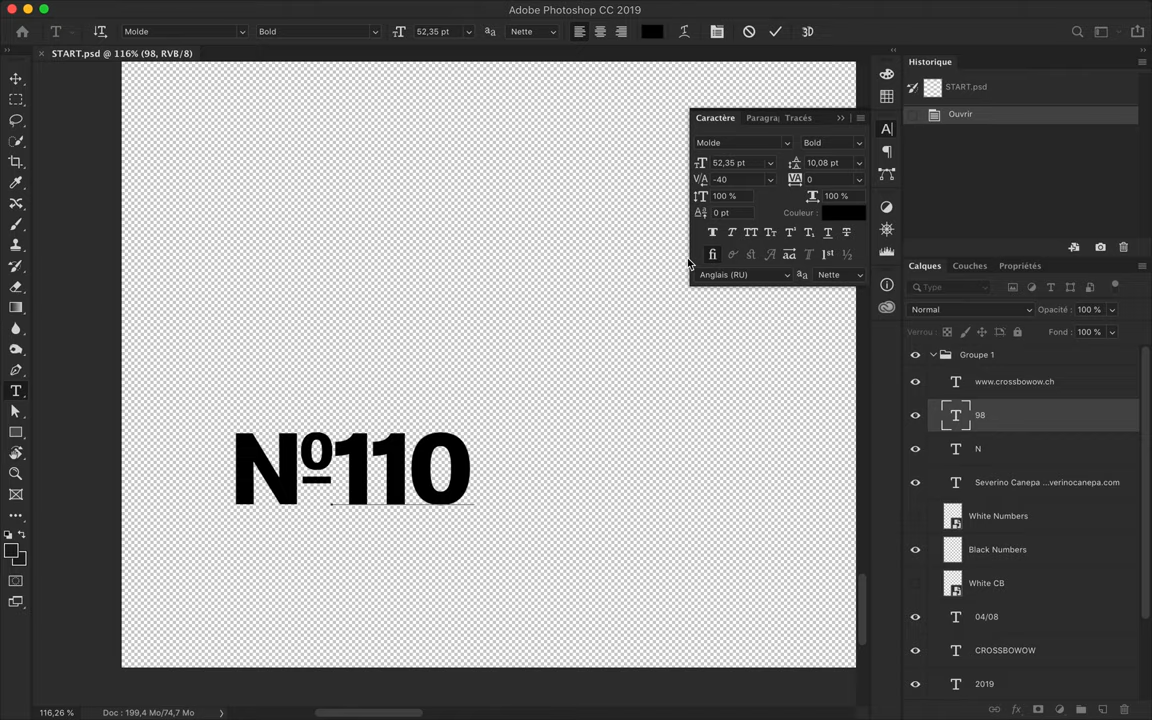 Adobe Photoshop CC 2019
Molde
Bold
52,35 pt
Nette
3D
START.psd @ 116% (98, RVB/8)
Historique
START.psd
Ouvrir
Caractère
Paragra
Tracés
Molde
Bold
52,35 pt
10,08 pt
-40
0
100 %
100 %
0 pt
Couleur :
Anglais (RU)
Nette
Nº110
Calques
Couches
Propriétés
Type
Normal
Opacité : 100 %
Verrou :
Fond : 100 %
Groupe 1
www.crossbowow.ch
98
N
Severino Canepa ...verinocanepa.com
White Numbers
Black Numbers
White CB
04/08
CROSSBOWOW
2019
116,26 %
Doc : 199,4 Mo/74,7 Mo